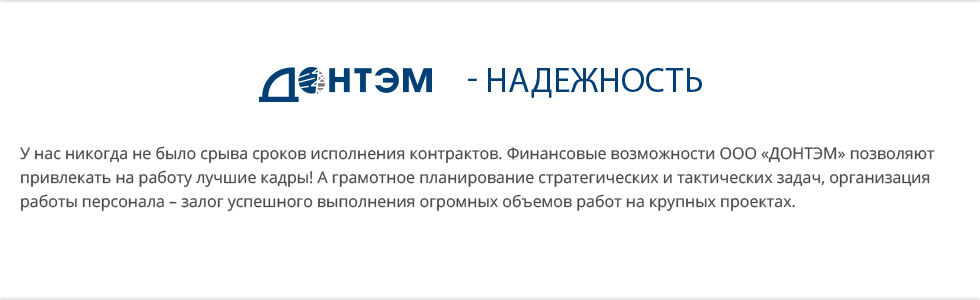 ДОНТЭМ - НАДЕЖНОСТЬ
У нас никогда не было срыва сроков исполнения контрактов. Финансовые возможности ООО «ДОНТЭМ» позволяют
привлекать на работу лучшие кадры! А грамотное планирование стратегических и тактических задач, организация
работы персонала – залог успешного выполнения огромных объемов работ на крупных проектах.